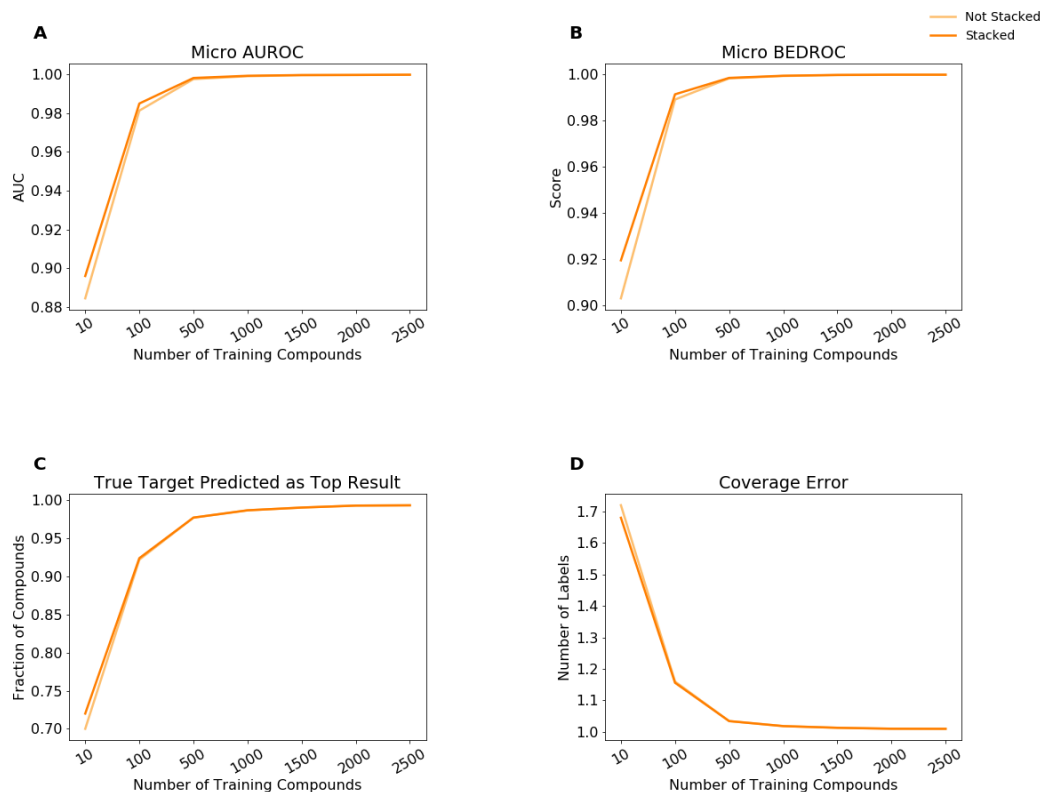 Not Stacked
Stacked
A
Micro AUROC
1.00
0.98
0.96
0.94
0.92
0.90
0.88
AUC
10 100 500 1000 1500 2000 2500
Number of Training Compounds
B
Micro BEDROC
1.00
0.98
0.96
0.94
0.92
0.90
Score
10 100 500 1000 1500 2000 2500
Number of Training Compounds
C
True Target Predicted as Top Result
1.00
0.95
0.90
0.85
0.80
0.75
0.70
Fraction of Compounds
10 100 500 1000 1500 2000 2500
Number of Training Compounds
D
Coverage Error
1.7
1.6
1.5
1.4
1.3
1.2
1.1
1.0
Number of Labels
10 100 500 1000 1500 2000 2500
Number of Training Compounds